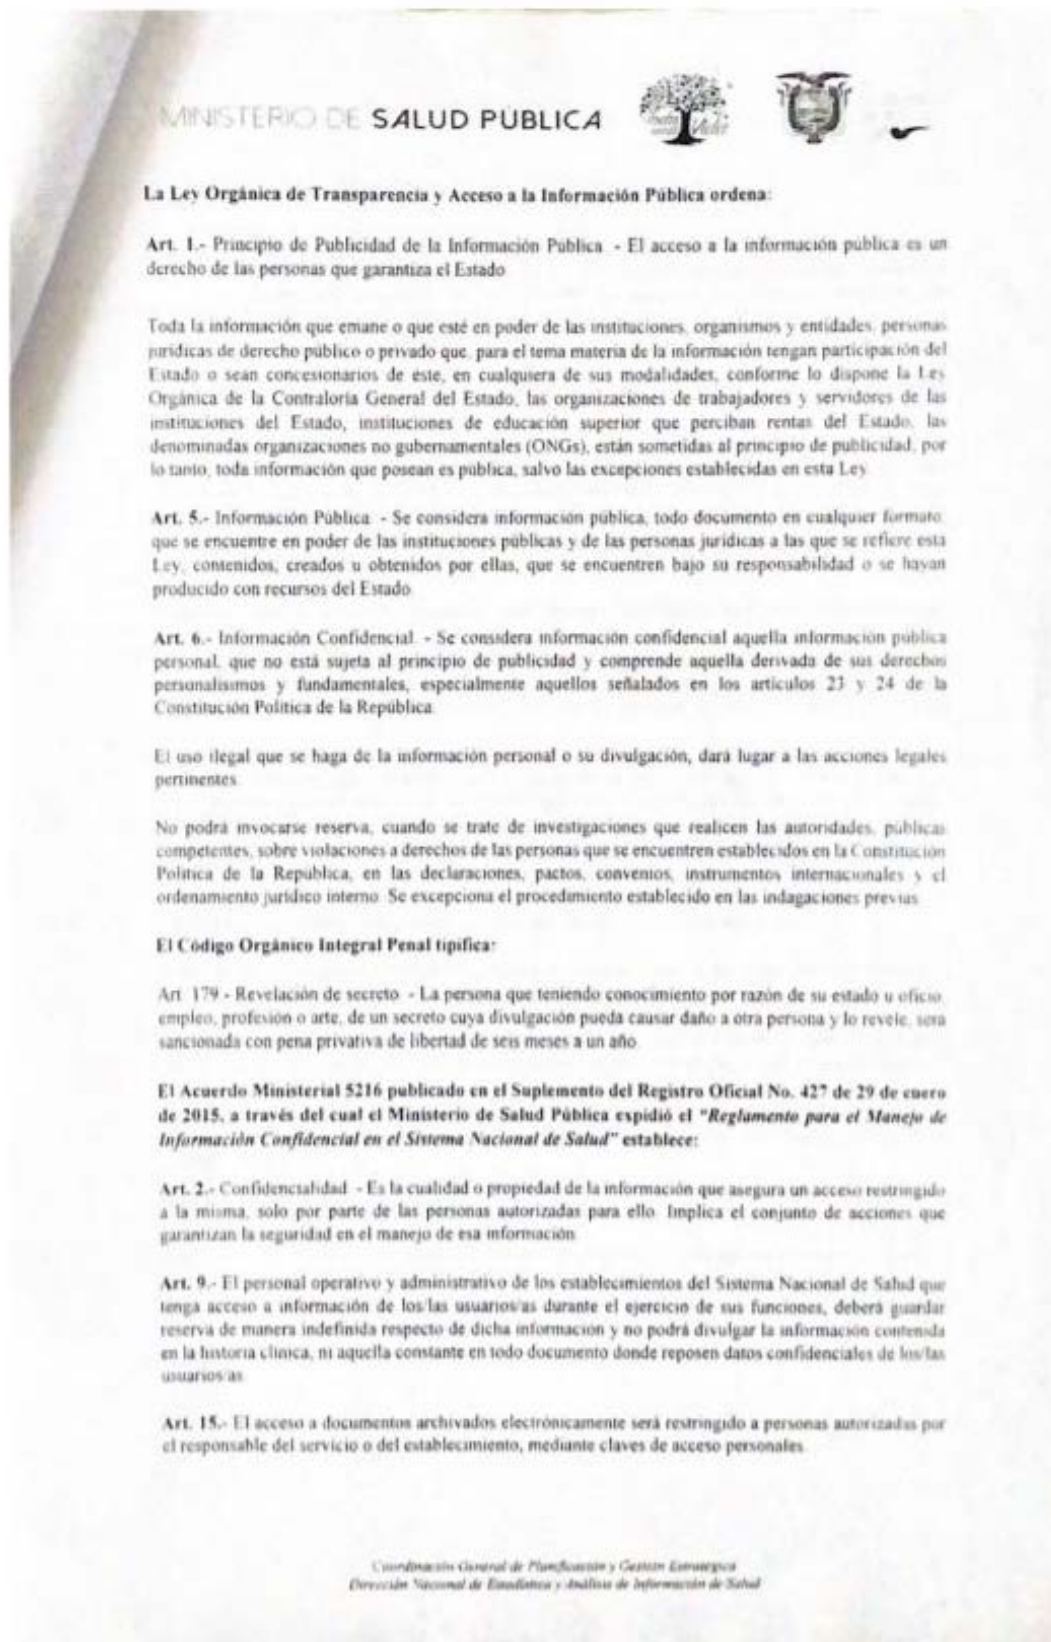 MINISTERIO DE SALUD PÚBLICA
La Ley Orgánica de Transparencia y Acceso a la Información Pública ordena:
Art. 1.- Principio de Publicidad de la Información Pública - El acceso a la información pública es un
derecho de las personas que garantiza el Estado
Toda la información que emane o que esté en poder de las instituciones, organismos y entidades, personas
jurídicas de derecho público o privado que, para el tema materia de la información tengan participación del
Estado o sean concesionarios de este, en cualquiera de sus modalidades, conforme lo dispone la Ley
Orgánica de la Contraloría General del Estado, las organizaciones de trabajadores y servidores de las
instituciones del Estado, instituciones de educación superior que perciban rentas del Estado, las
denominadas organizaciones no gubernamentales (ONGs), están sometidas al principio de publicidad, por
lo tanto, toda información que posean es pública, salvo las excepciones establecidas en esta Ley
Art. 5.- Información Pública - Se considera información pública, todo documento en cualquier formato,
que se encuentre en poder de las instituciones públicas y de las personas jurídicas a las que se refiere esta
Ley, contenidos, creados u obtenidos por ellas, que se encuentren bajo su responsabilidad o se hayan
producido con recursos del Estado
Art. 6.- Información Confidencial - Se considera información confidencial aquella información pública
personal, que no está sujeta al principio de publicidad y comprende aquella derivada de sus derechos
personalísimos y fundamentales, especialmente aquellos señalados en los artículos 23 y 24 de la
Constitución Política de la República
El uso ilegal que se haga de la información personal o su divulgación, dará lugar a las acciones legales
pertinentes
No podrá invocarse reserva, cuando se trate de investigaciones que realicen las autoridades, públicas
competentes, sobre violaciones a derechos de las personas que se encuentren establecidos en la Constitución
Política de la República, en las declaraciones, pactos, convenios, instrumentos internacionales y el
ordenamiento jurídico interno. Se excepciona el procedimiento establecido en las indagaciones previas
El Código Orgánico Integral Penal tipifica:
Art 179 - Revelación de secreto - La persona que teniendo conocimiento por razón de su estado u oficio,
empleo, profesión o arte, de un secreto cuya divulgación pueda causar daño a otra persona y lo revele, será
sancionada con pena privativa de libertad de seis meses a un año
El Acuerdo Ministerial 5216 publicado en el Suplemento del Registro Oficial No. 427 de 29 de enero
de 2015, a través del cual el Ministerio de Salud Pública expidió el "Reglamento para el Manejo de
Información Confidencial en el Sistema Nacional de Salud" establece:
Art. 2.- Confidencialidad - Es la cualidad o propiedad de la información que asegura un acceso restringido
a la misma, solo por parte de las personas autorizadas para ello. Implica el conjunto de acciones que
garantizan la seguridad en el manejo de esa información
Art. 9.- El personal operativo y administrativo de los establecimientos del Sistema Nacional de Salud que
tenga acceso a información de los/las usuarios/as durante el ejercicio de sus funciones, deberá guardar
reserva de manera indefinida respecto de dicha información y no podrá divulgar la información contenida
en la historia clínica, ni aquella constante en todo documento donde reposen datos confidenciales de los/las
usuarios/as
Art. 15.- El acceso a documentos archivados electrónicamente será restringido a personas autorizadas por
el responsable del servicio o del establecimiento, mediante claves de acceso personales
Coordinación General de Planificación y Gestión Estratégica
Dirección Nacional de Estadística y Análisis de Información de Salud